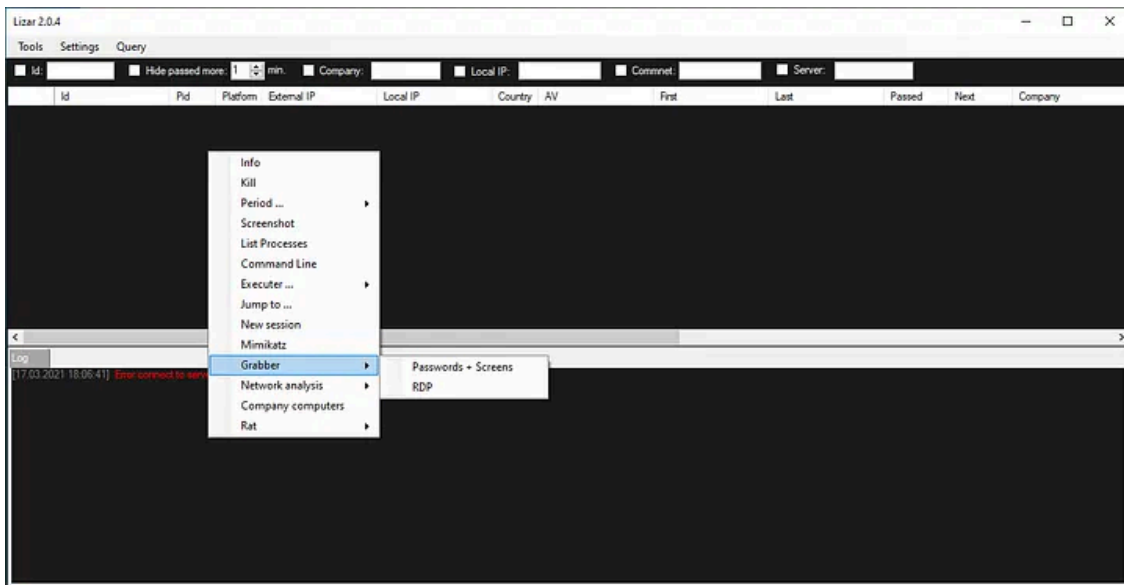 Lizar 2.0.4
Tools Settings Query
Id: Hide passed more: 1 min. Company: Local IP: Commnet: Server:
Id Pid Platform External IP Local IP Country AV First Last Passed Next Company
Info
Kill
Period ...
Screenshot
List Processes
Command Line
Executer ...
Jump to ...
New session
Mimikatz
Grabber
Passwords + Screens
RDP
Network analysis
Company computers
Rat
Log
[17.03.2021 18:06:41] Error connect to